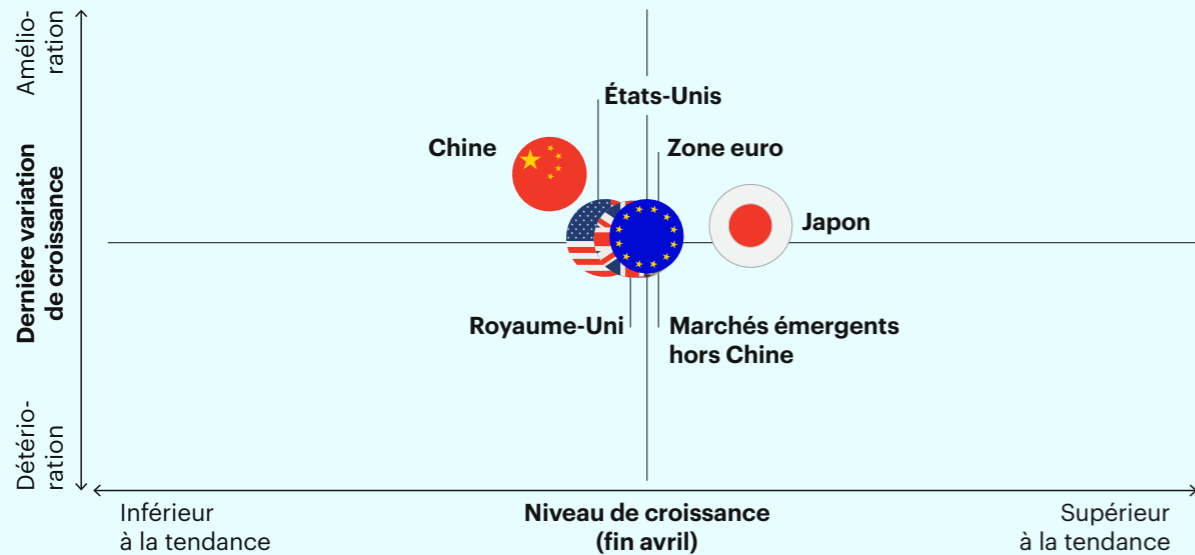 Amélio-
ration
États-Unis
Chine
Zone euro
Dernière variation
de croissance
Japon
Royaume-Uni
Marchés émergents
hors Chine
Détério-
ration
Inférieur
à la tendance
Niveau de croissance
(fin avril)
Supérieur
à la tendance